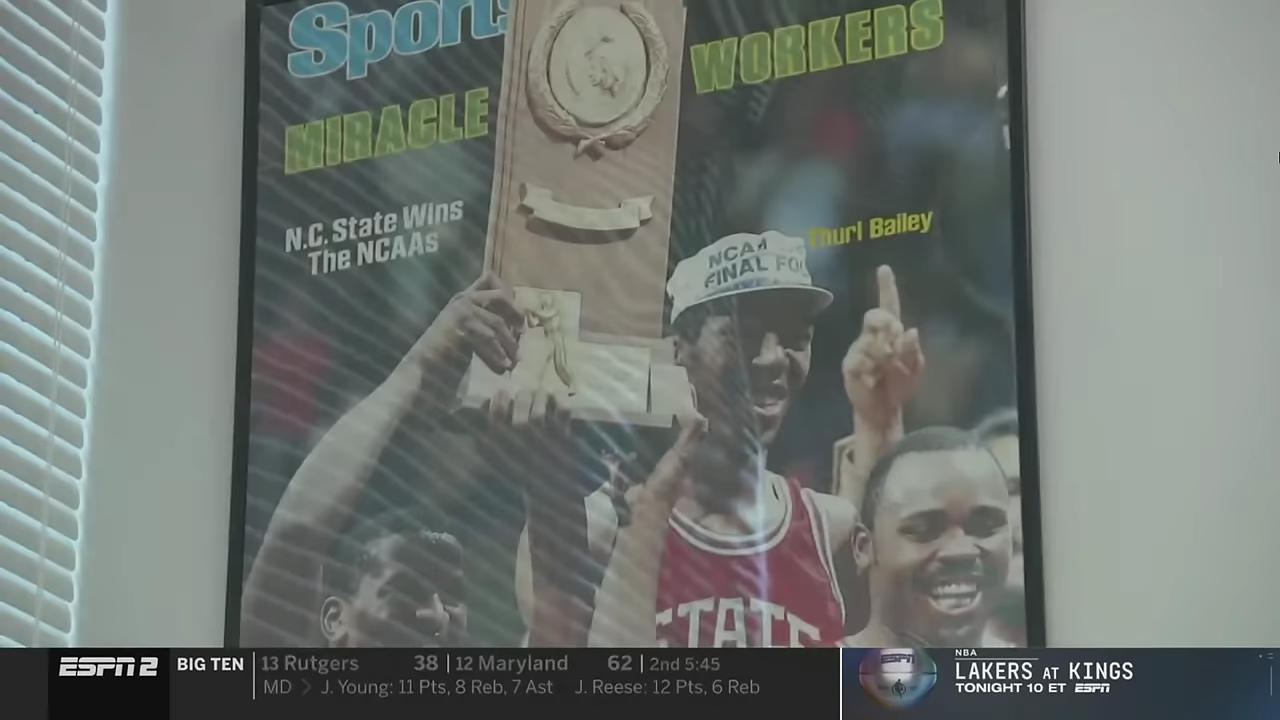 Sports
MIRACLE WORKERS
N.C. State Wins
The NCAAs
Thurl Bailey
NCAA
FINAL FOU
STATE
ESPN2
BIG TEN
13 Rutgers 38
12 Maryland 62
2nd 5:45
MD > J. Young: 11 Pts, 8 Reb, 7 Ast J. Reese: 12 Pts, 6 Reb
ESPN
NBA
LAKERS AT KINGS
TONIGHT 10 ET ESPN